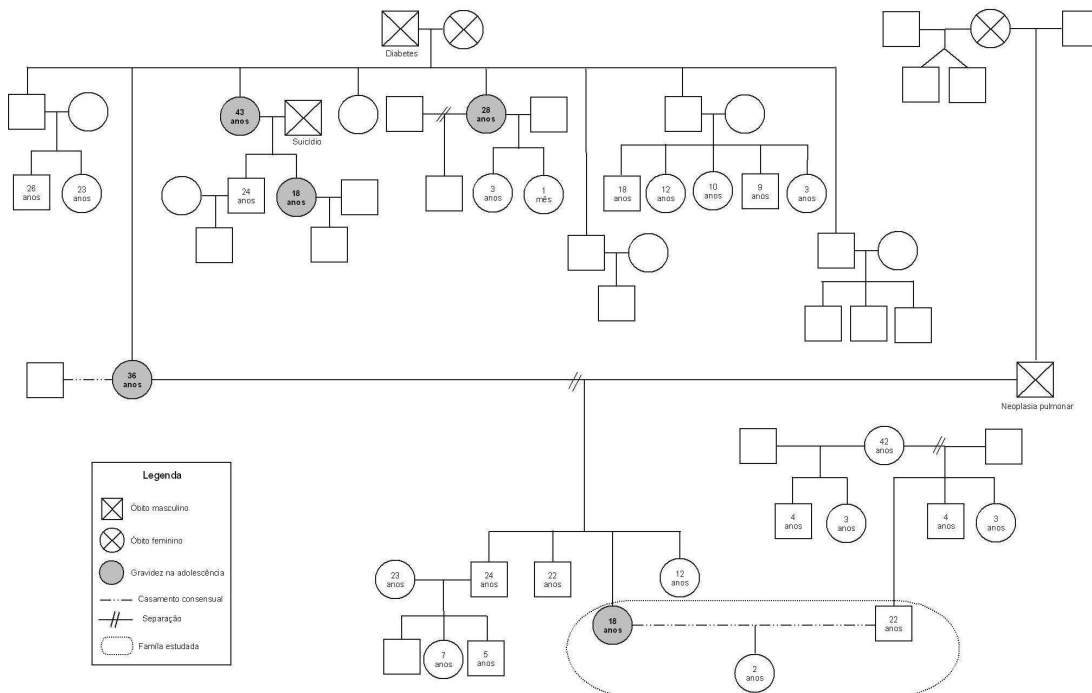 Diabetes
43
anos
28
anos
Suicídio
26
anos
23
anos
24
anos
18
anos
3
anos
1
mês
18
anos
12
anos
10
anos
9
anos
3
anos
36
anos
Neoplasia pulmonar
42
anos
4
anos
3
anos
4
anos
3
anos
Legenda
Óbito masculino
Óbito feminino
Gravidez na adolescência
Casamento consensual
Separação
Família estudada
23
anos
24
anos
22
anos
12
anos
18
anos
22
anos
7
anos
5
anos
2
anos